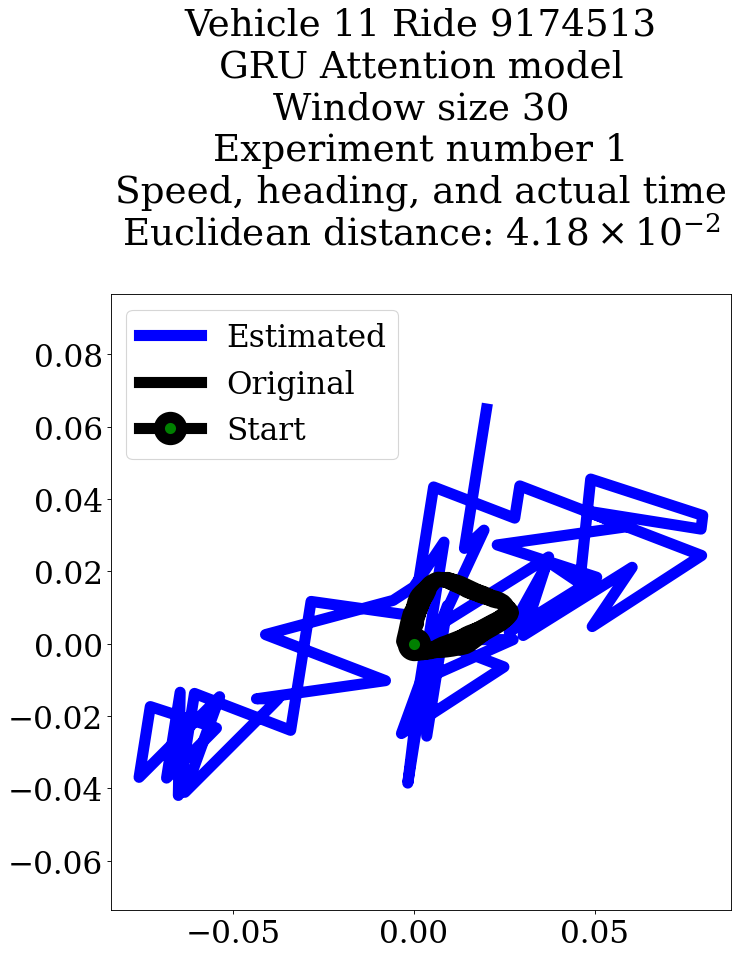 Vehicle 11 Ride 9174513
GRU Attention model
Window size 30
Experiment number 1
Speed, heading, and actual time
Euclidean distance: 4.18 × 10⁻²
Estimated
Original
Start
0.08
0.06
0.04
0.02
0.00
−0.02
−0.04
−0.06
−0.05
0.00
0.05